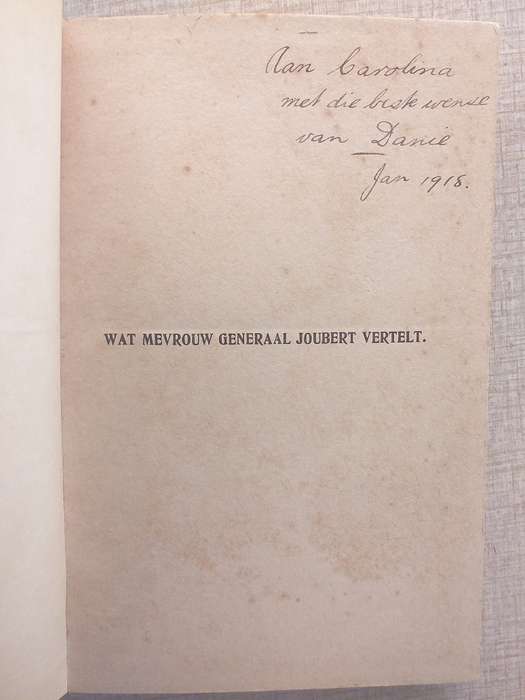 Aan Carolina
met die beste wense
van Danie
Jan 1918.
WAT MEVROUW GENERAAL JOUBERT VERTELT.